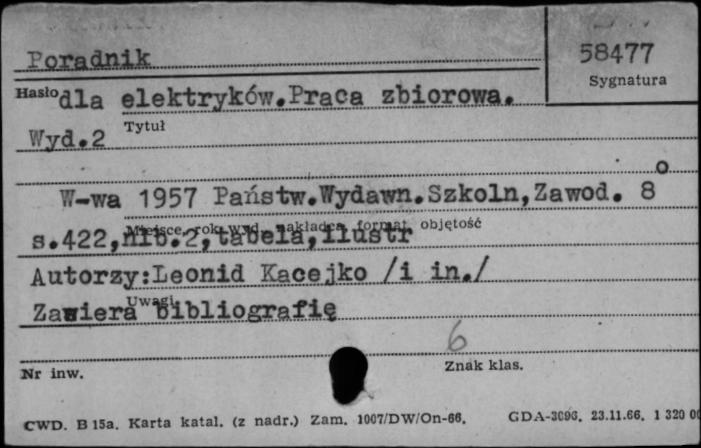 Poradnik
58477
Sygnatura
Hasło dla elektryków.Praca zbiorowa.
Tytuł
Wyd.2
W-wa 1957 Państw.Wydawn.Szkoln,Zawod. 8⁰
Miejsce, rok wyd., nakładca, format, objętość
s.422,nlb.2,tabela,ilustr
Autorzy:Leonid Kacejko /i in./
Uwagi
Zawiera bibliografię
6
Nr inw.
Znak klas.
CWD. B 15a. Karta katal. (z nadr.) Zam. 1007/DW/On-66. GDA-3096. 23.11.66. 1 320 00